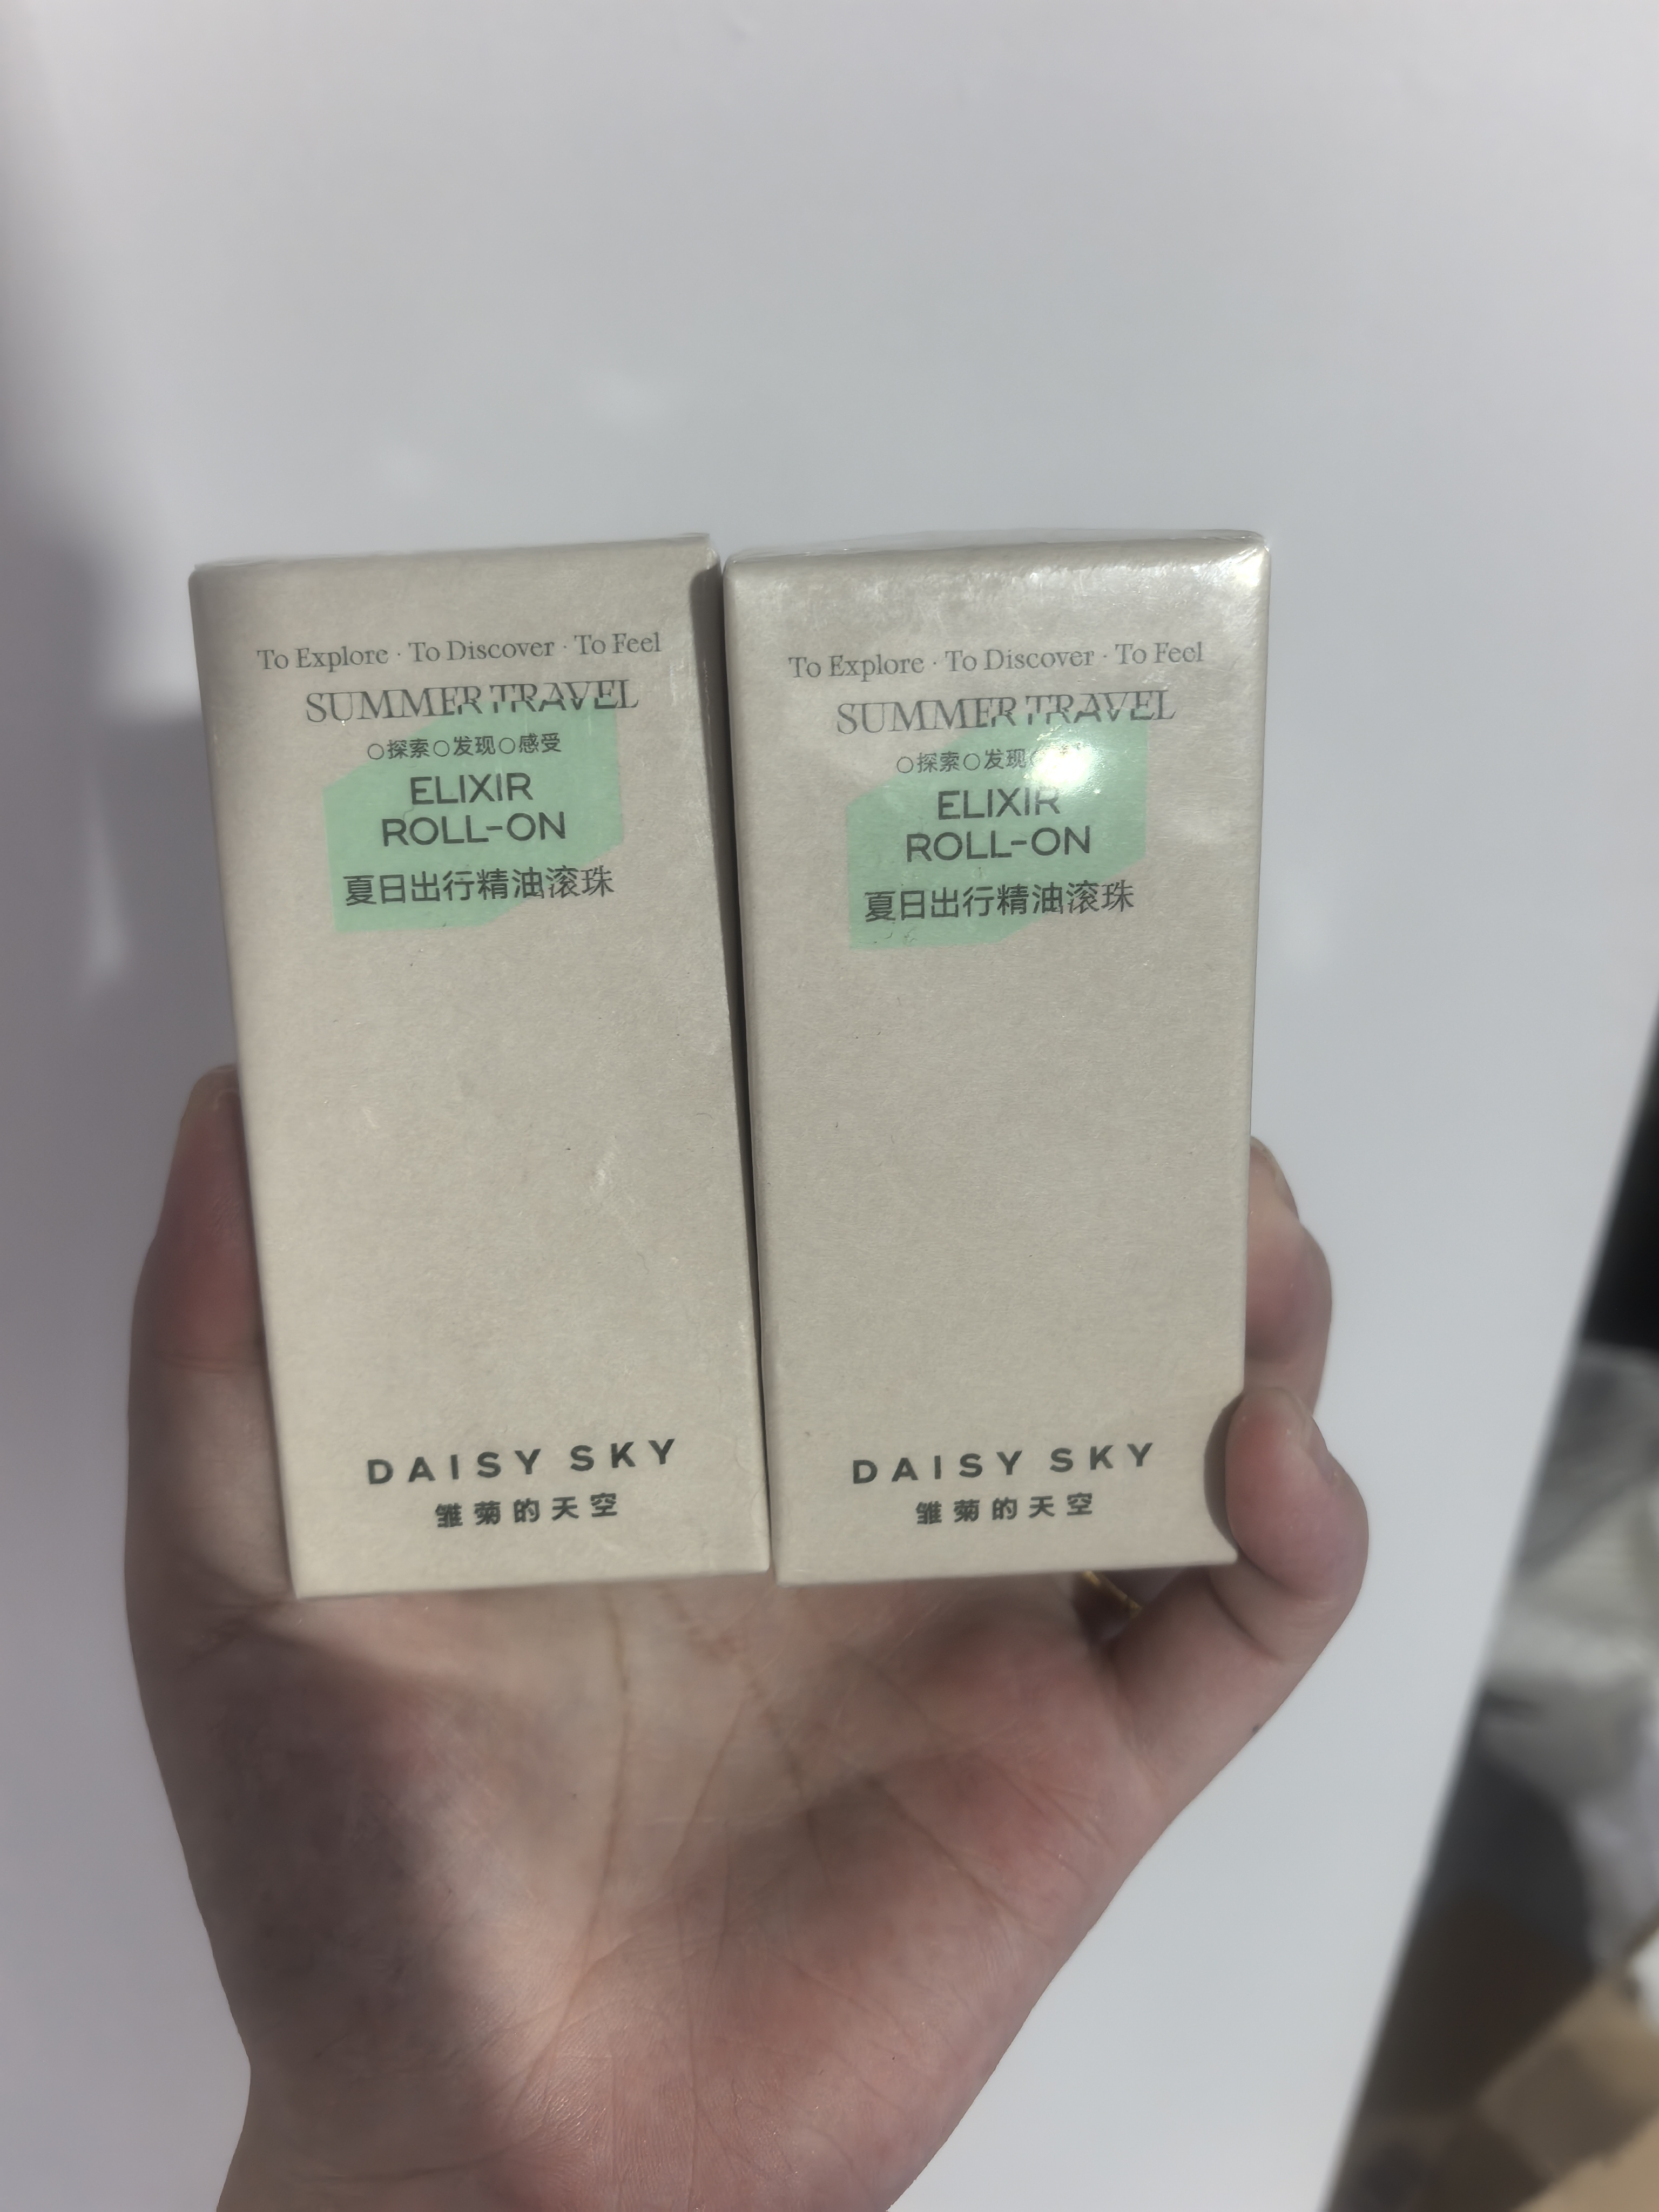 To Explore · To Discover · To Feel
SUMMER TRAVEL
○探索○发现○感受
ELIXIR
ROLL-ON
夏日出行精油滚珠
DAISY SKY
雏菊的天空
To Explore · To Discover · To Feel
SUMMER TRAVEL
○探索○发现
ELIXIR
ROLL-ON
夏日出行精油滚珠
DAISY SKY
雏菊的天空